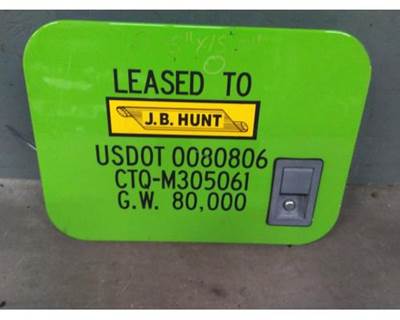 LEASED TO
J.B. HUNT
USDOT 0080806
CTQ-M305061
G.W. 80,000